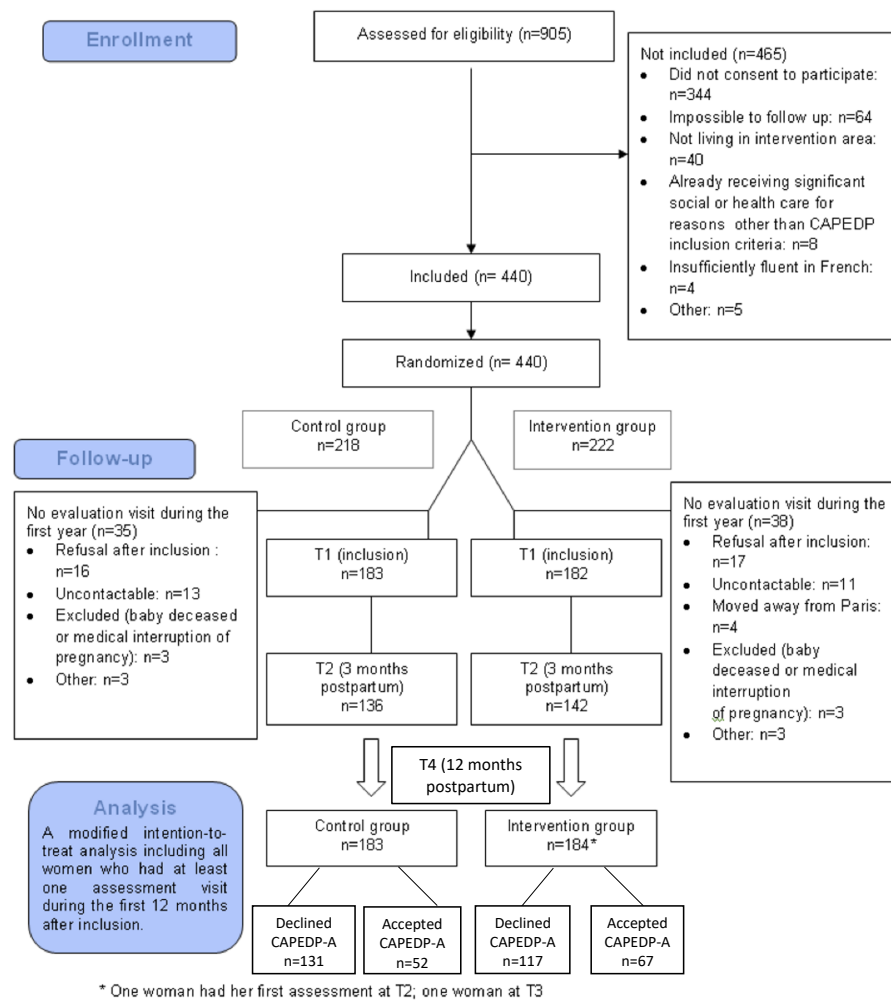 Enrollment
Assessed for eligibility (n=905)
Not included (n=465)
• Did not consent to participate:
n=344
• Impossible to follow up: n=64
• Not living in intervention area:
n=40
• Already receiving significant
social or health care for
reasons other than CAPEDP
inclusion criteria: n=8
• Insufficiently fluent in French:
n=4
• Other: n=5
Included (n= 440)
Randomized (n= 440)
Control group
n=218
Intervention group
n=222
Follow-up
No evaluation visit during the
first year (n=35)
• Refusal after inclusion :
n=16
• Uncontactable: n=13
• Excluded (baby deceased
or medical interruption of
pregnancy): n=3
• Other: n=3
T1 (inclusion)
n=183
T1 (inclusion)
n=182
No evaluation visit during the
first year (n=38)
• Refusal after inclusion:
n=17
• Uncontactable: n=11
• Moved away from Paris:
n=4
• Excluded (baby
deceased or medical
interruption
of pregnancy): n=3
• Other: n=3
T2 (3 months
postpartum)
n=136
T2 (3 months
postpartum)
n=142
T4 (12 months
postpartum)
Analysis
A modified intention-to-
treat analysis including all
women who had at least
one assessment visit
during the first 12 months
after inclusion.
Control group
n=183
Intervention group
n=184*
Declined
CAPEDP-A
n=131
Accepted
CAPEDP-A
n=52
Declined
CAPEDP-A
n=117
Accepted
CAPEDP-A
n=67
* One woman had her first assessment at T2; one woman at T3